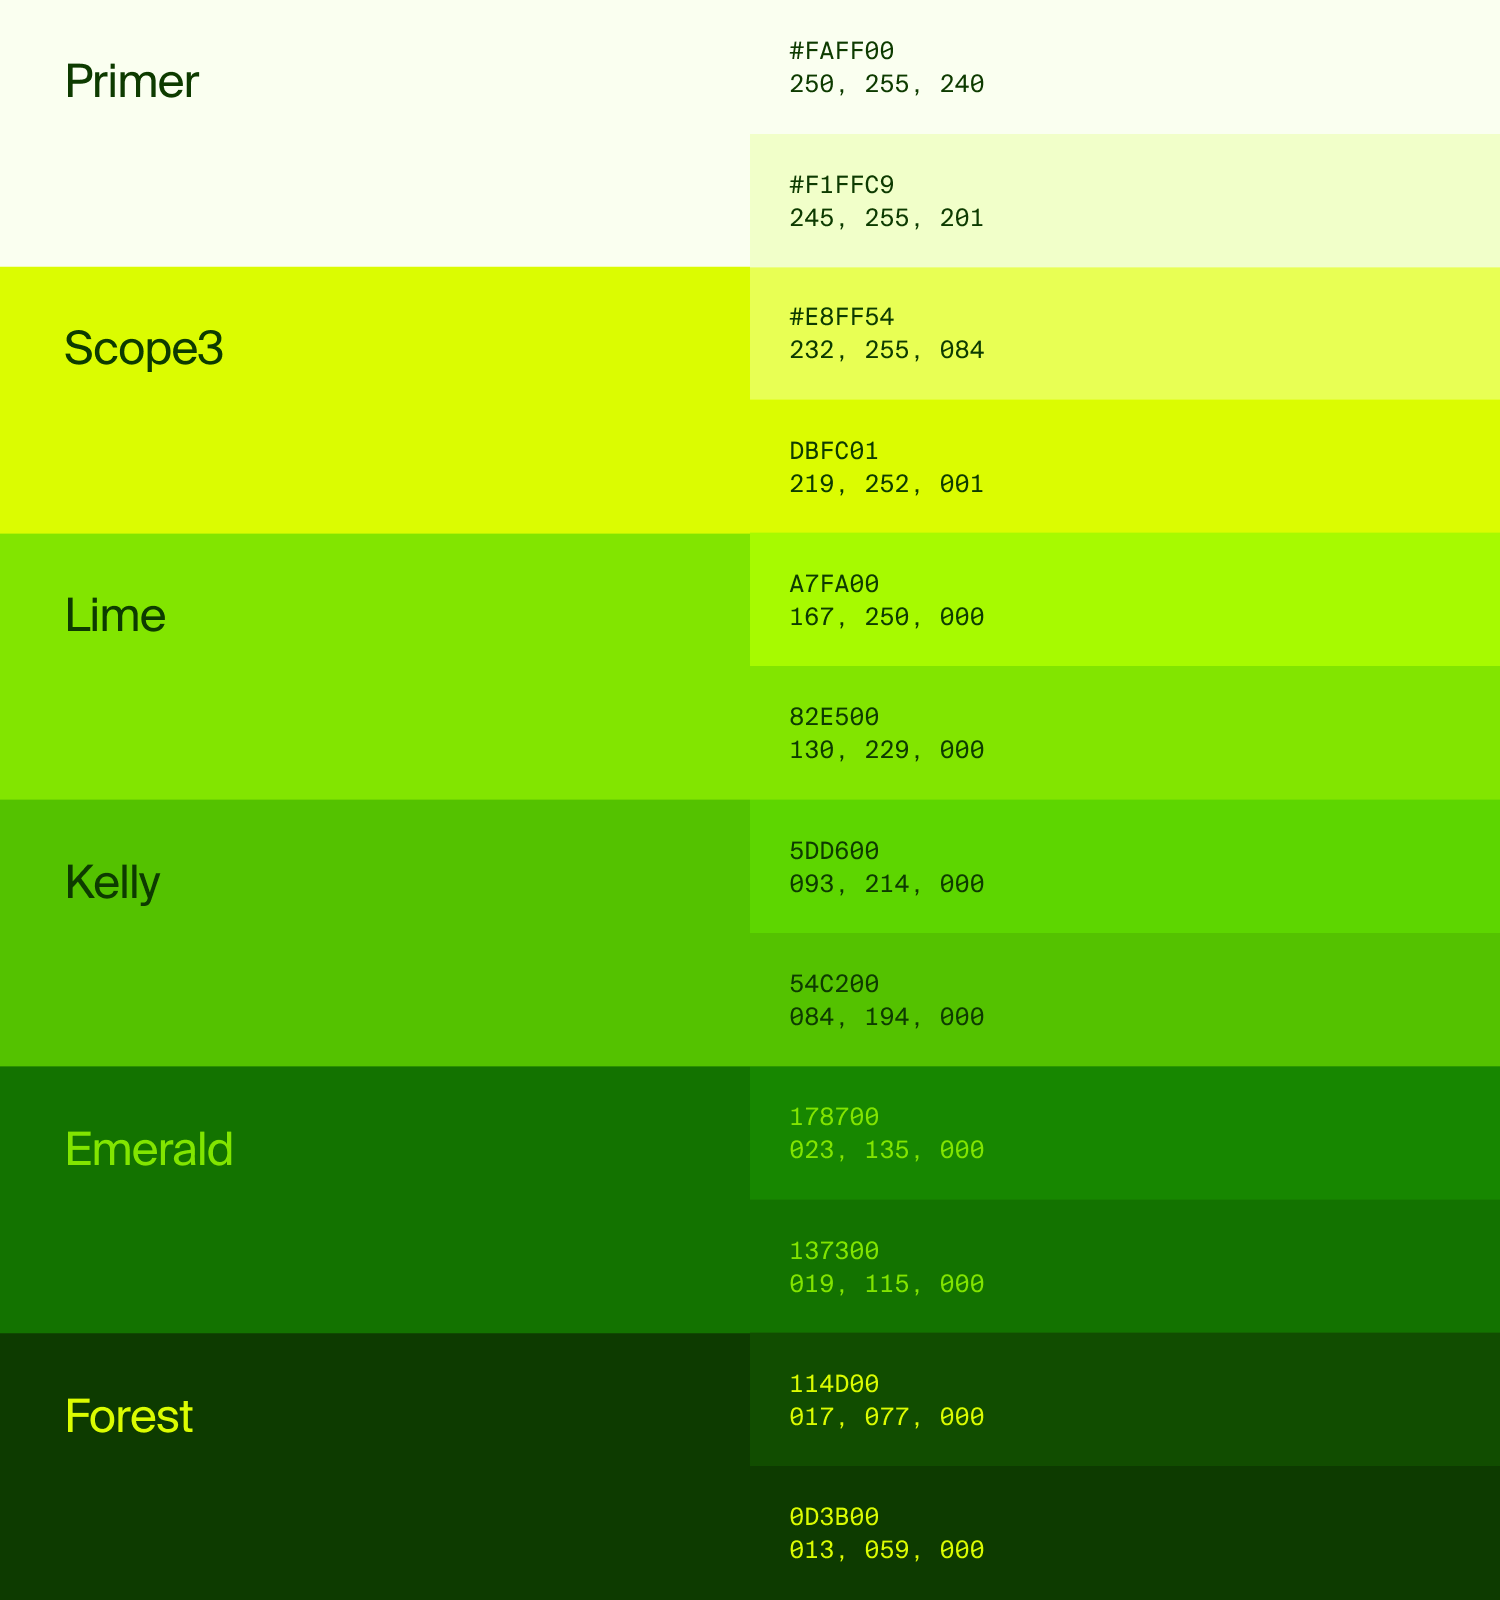 Primer
#FAFF00
250, 255, 240
#F1FFC9
245, 255, 201
Scope3
#E8FF54
232, 255, 084
DBFC01
219, 252, 001
Lime
A7FA00
167, 250, 000
82E500
130, 229, 000
Kelly
5DD600
093, 214, 000
54C200
084, 194, 000
Emerald
178700
023, 135, 000
137300
019, 115, 000
Forest
114D00
017, 077, 000
0D3B00
013, 059, 000